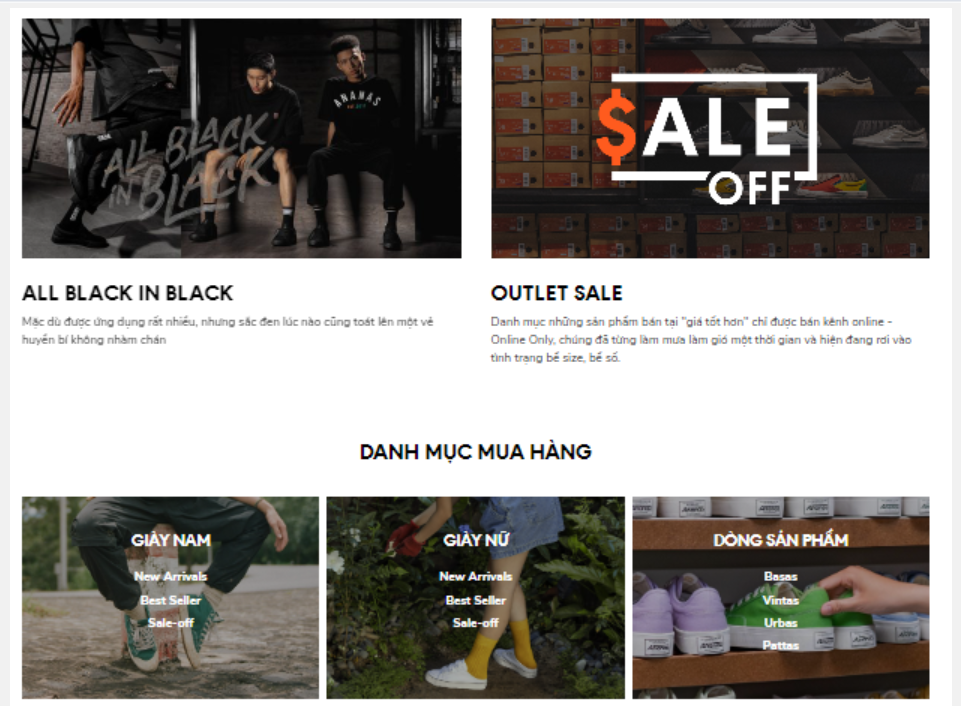 ALL BLACK
IN BLACK
ANANAS
$ALE
OFF
ALL BLACK IN BLACK
Mặc dù được ứng dụng rất nhiều, nhưng sắc đen lúc nào cũng toát lên một vẻ
huyền bí không nhàm chán
OUTLET SALE
Danh mục những sản phẩm bán tại "giá tốt hơn" chỉ được bán kênh online -
Online Only, chúng đã từng làm mưa làm gió một thời gian và hiện đang rơi vào
tình trạng bể size, bể số.
DANH MỤC MUA HÀNG
GIÀY NAM
New Arrivals
Best Seller
Sale-off
GIÀY NỮ
New Arrivals
Best Seller
Sale-off
DÒNG SẢN PHẨM
Basas
Vintas
Urbas
Pattas